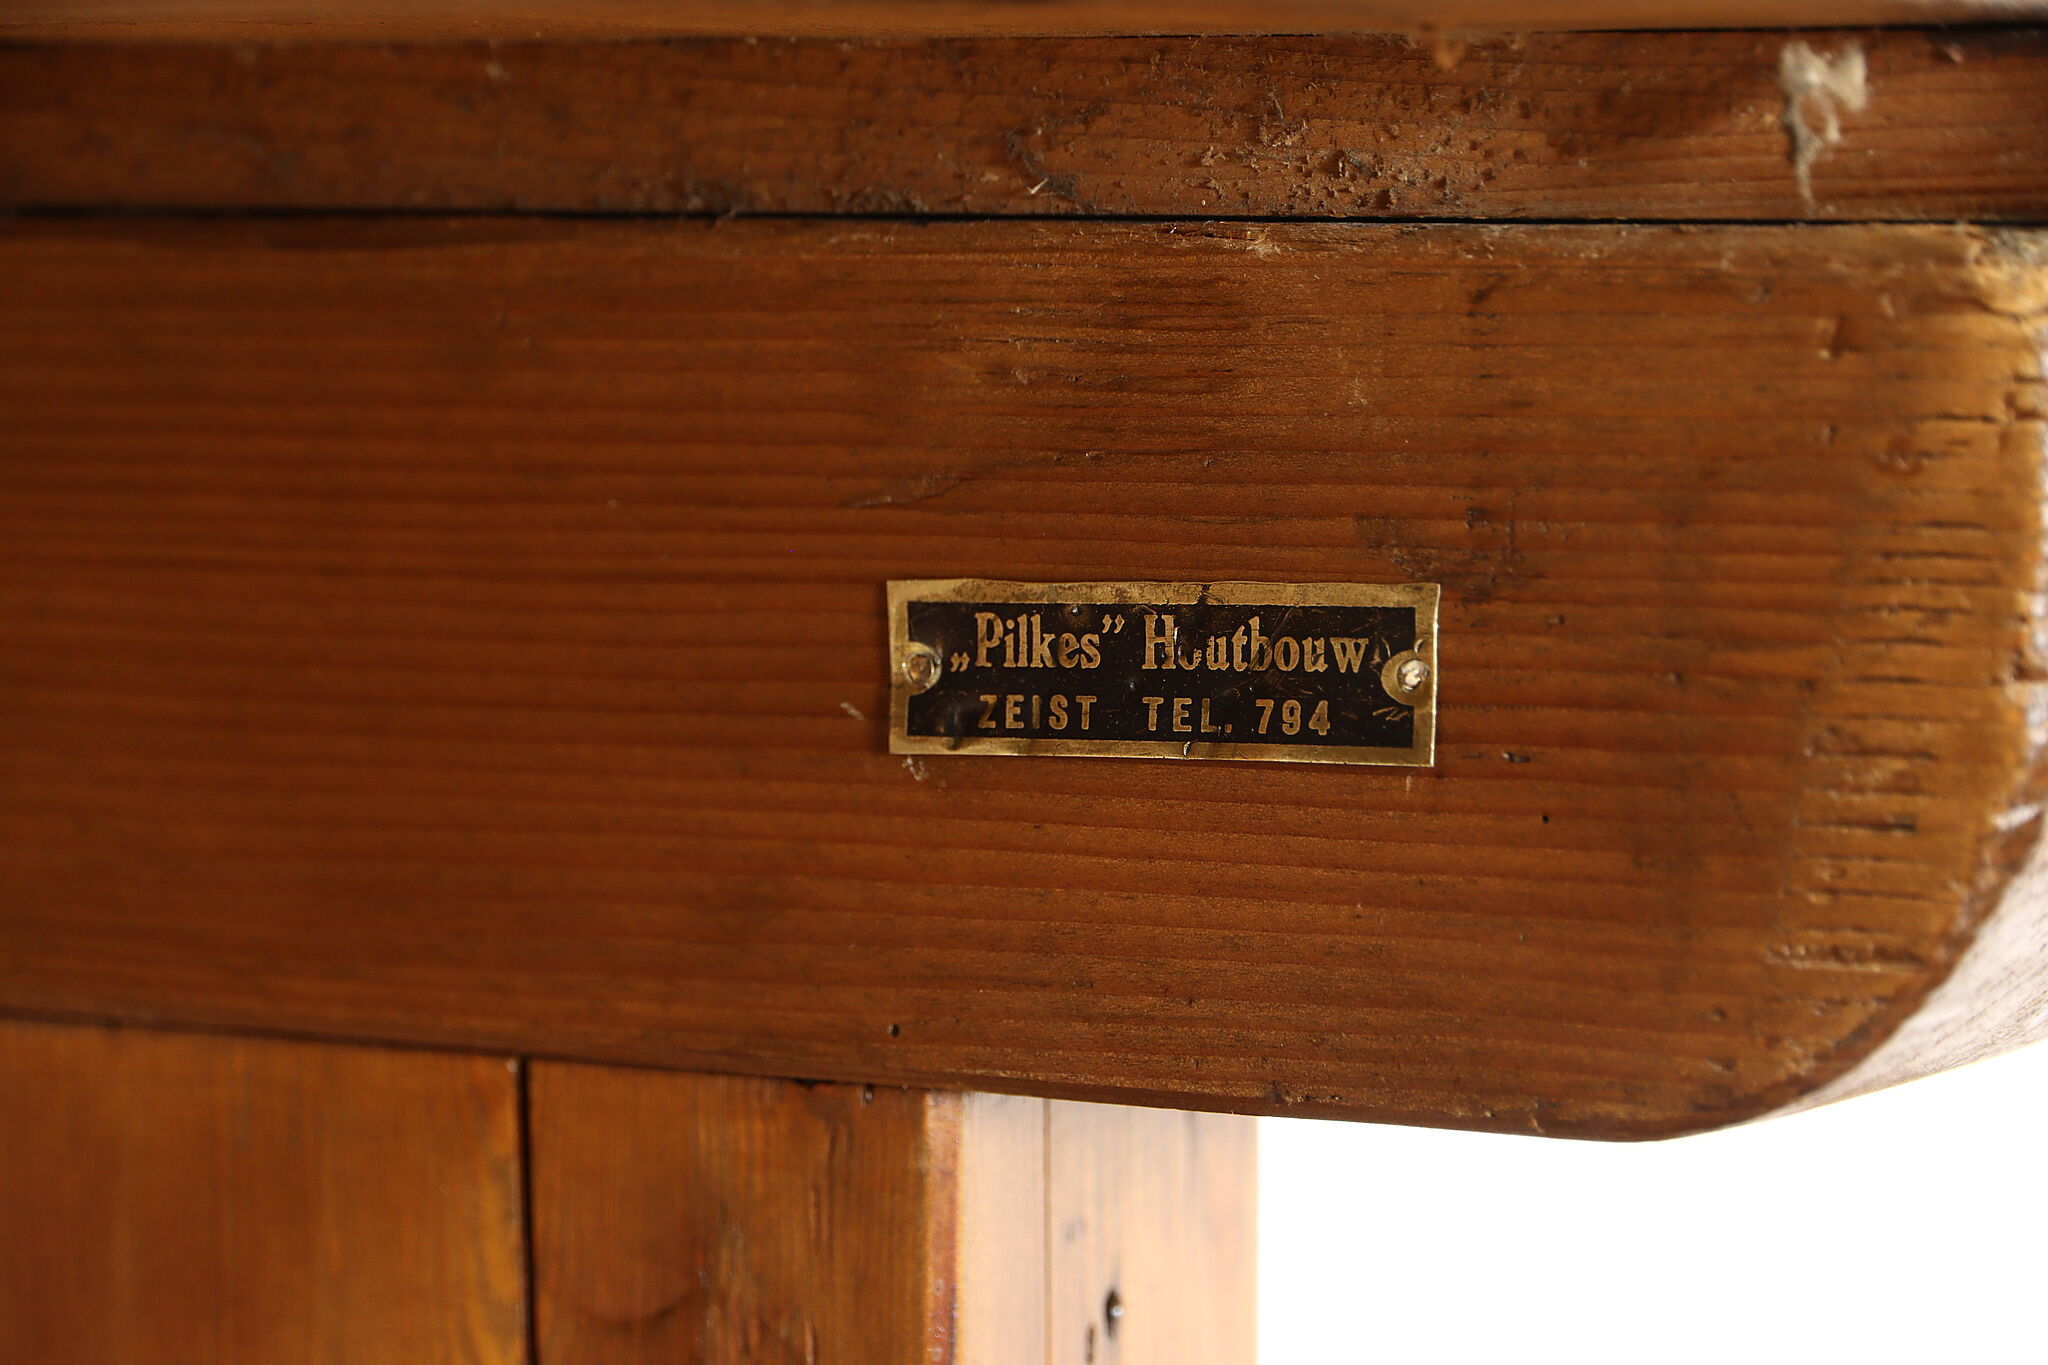 „Pilkes” Houtbouw
ZEIST TEL. 794